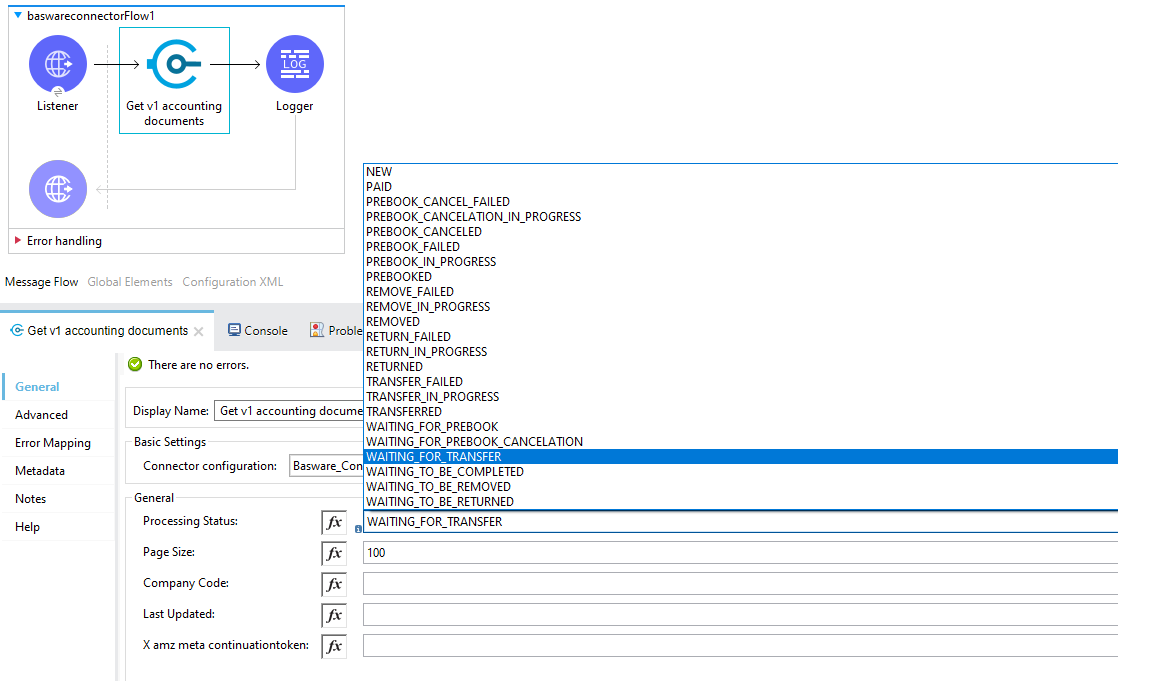 baswareconnectorFlow1
LOG
Listener
Get v1 accounting
documents
Logger
Error handling
Message Flow Global Elements Configuration XML
NEW
PAID
PREBOOK_CANCEL_FAILED
PREBOOK_CANCELATION_IN_PROGRESS
PREBOOK_CANCELED
PREBOOK_FAILED
PREBOOK_IN_PROGRESS
PREBOOKED
REMOVE_FAILED
REMOVE_IN_PROGRESS
REMOVED
RETURN_FAILED
RETURN_IN_PROGRESS
RETURNED
TRANSFER_FAILED
TRANSFER_IN_PROGRESS
TRANSFERRED
WAITING_FOR_PREBOOK
WAITING_FOR_PREBOOK_CANCELATION
WAITING_FOR_TRANSFER
WAITING_TO_BE_COMPLETED
WAITING_TO_BE_REMOVED
WAITING_TO_BE_RETURNED
Get v1 accounting documents Console Proble
There are no errors.
General
Advanced
Error Mapping
Metadata
Notes
Help
Display Name: Get v1 accounting docume
Basic Settings
Connector configuration: Basware_Con
General
Processing Status: fx WAITING_FOR_TRANSFER
Page Size: fx 100
Company Code: fx
Last Updated: fx
X amz meta continuationtoken: fx